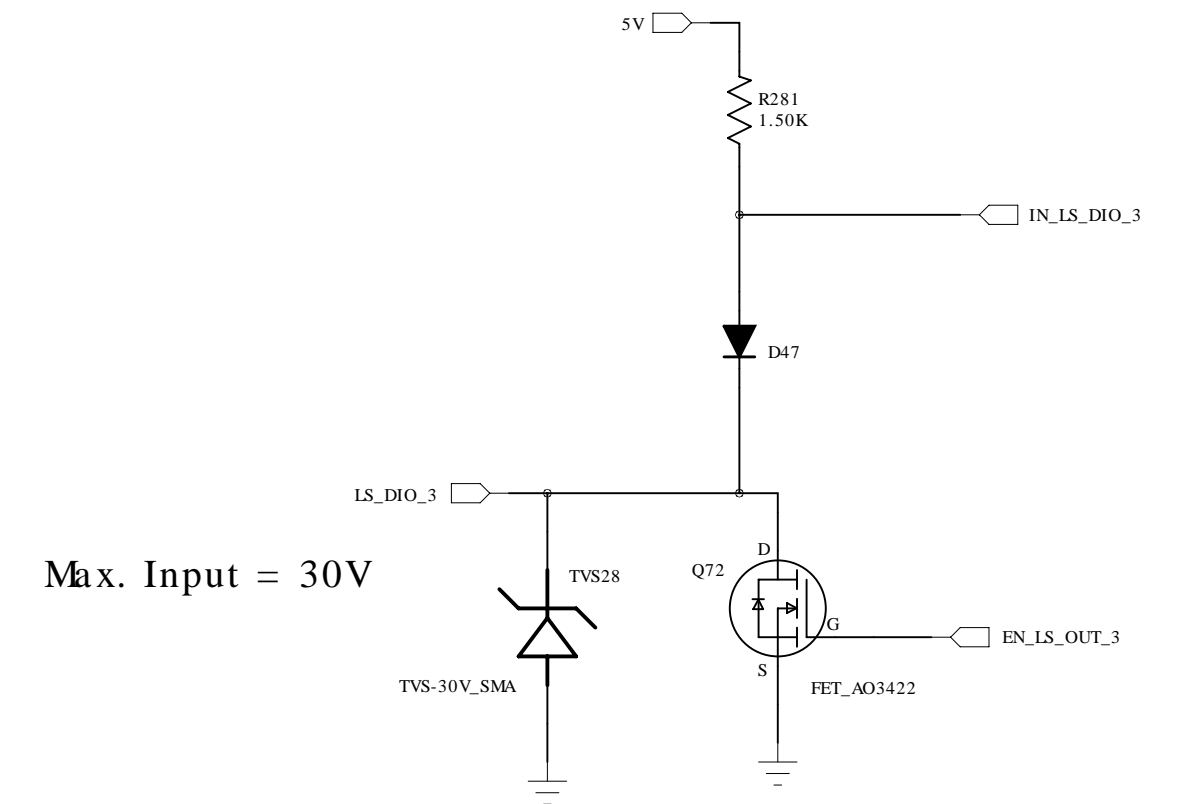 5V
R281
1.50K
IN_LS_DIO_3
D47
LS_DIO_3
D
Q72
Max. Input = 30V
TVS28
G
EN_LS_OUT_3
S
TVS-30V_SMA
FET_AO3422